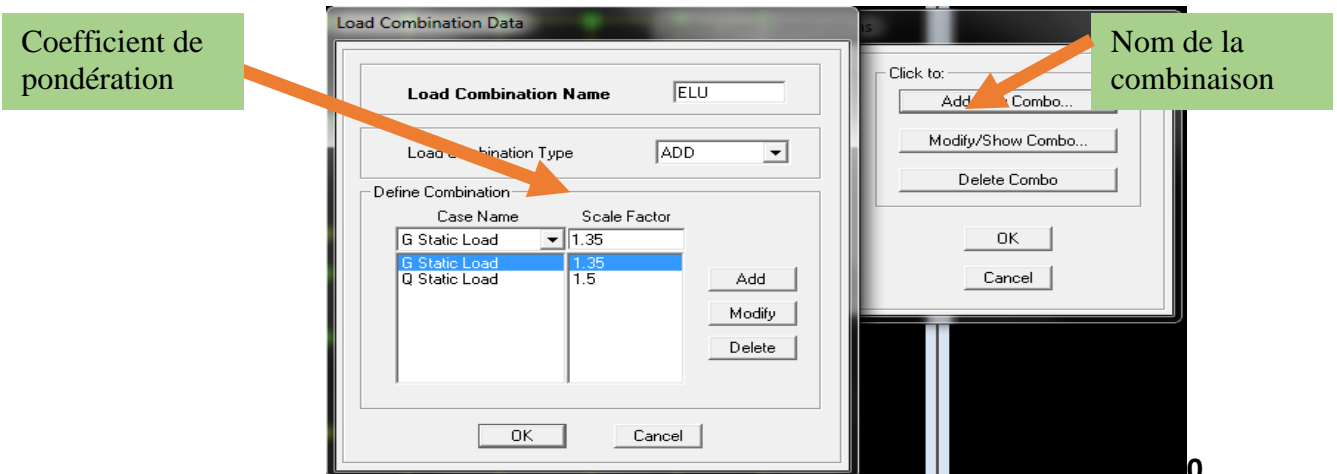 Coefficient de
pondération
Load Combination Data
Load Combination Name ELU
Load Combination Type ADD
Define Combination
Case Name Scale Factor
G Static Load 1.35
G Static Load 1.35
Q Static Load 1.5
Add
Modify
Delete
OK Cancel
Nom de la
combinaison
Click to:
Combo...
Modify/Show Combo...
Delete Combo
OK
Cancel